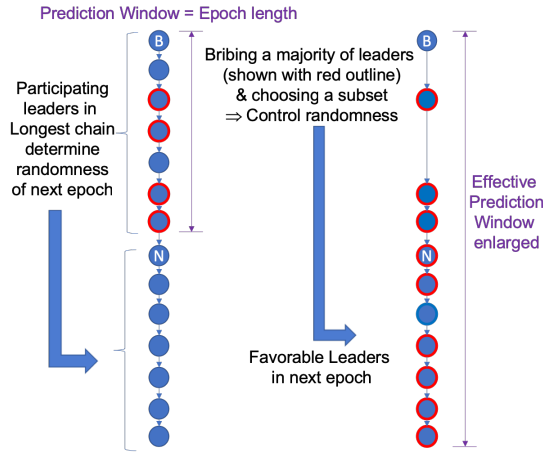 Prediction Window = Epoch length
B
Participating
leaders in
Longest chain
determine
randomness
of next epoch
N
Bribing a majority of leaders
(shown with red outline)
& choosing a subset
⇒ Control randomness
B
Effective
Prediction
Window
enlarged
N
Favorable Leaders
in next epoch